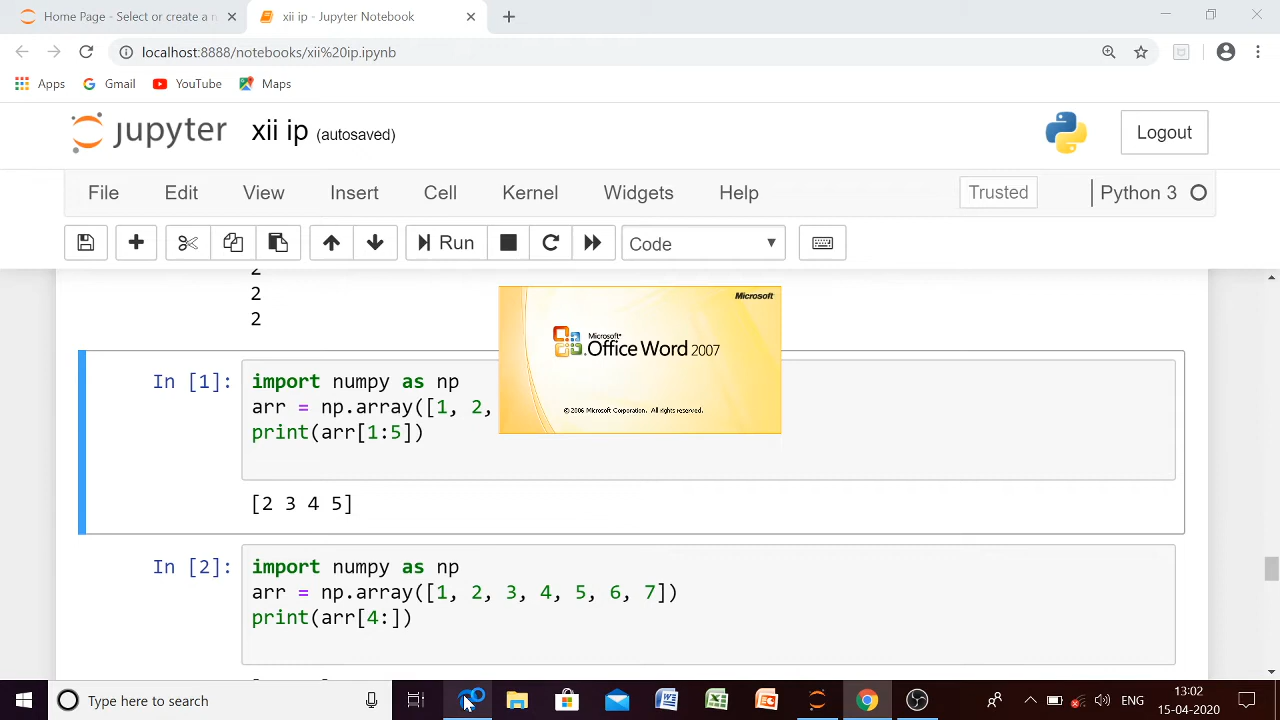 Home Page - Select or create a n
xii ip - Jupyter Notebook
localhost:8888/notebooks/xii%20ip.ipynb
Apps Gmail YouTube Maps
jupyter xii ip (autosaved)
Logout
File Edit View Insert Cell Kernel Widgets Help Trusted Python 3
Run Code
2
2
2
Microsoft
Microsoft
Office Word 2007
© 2006 Microsoft Corporation. All rights reserved.
In [1]: import numpy as np
arr = np.array([1, 2,
print(arr[1:5])
[2 3 4 5]
In [2]: import numpy as np
arr = np.array([1, 2, 3, 4, 5, 6, 7])
print(arr[4:])
Type here to search
ENG
13:02
15-04-2020